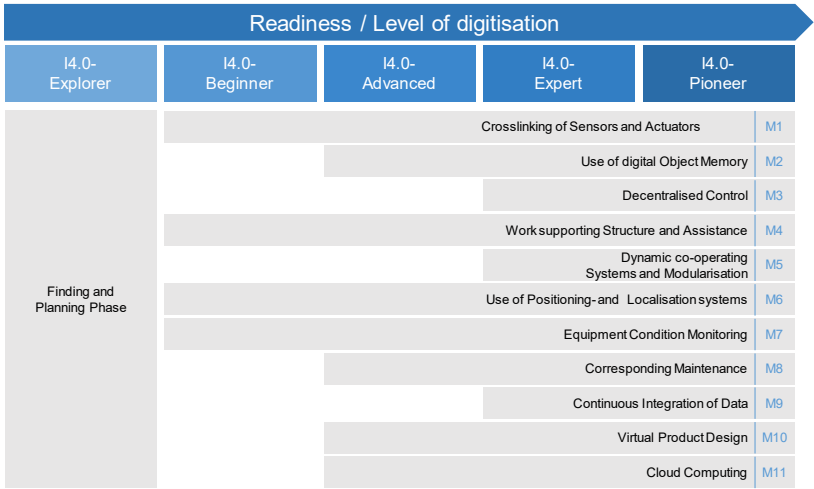 Readiness / Level of digitisation
I4.0-
Explorer
I4.0-
Beginner
I4.0-
Advanced
I4.0-
Expert
I4.0-
Pioneer
Finding and
Planning Phase
Crosslinking of Sensors and Actuators M1
Use of digital Object Memory M2
Decentralised Control M3
Work supporting Structure and Assistance M4
Dynamic co-operating
Systems and Modularisation M5
Use of Positioning- and Localisation systems M6
Equipment Condition Monitoring M7
Corresponding Maintenance M8
Continuous Integration of Data M9
Virtual Product Design M10
Cloud Computing M11